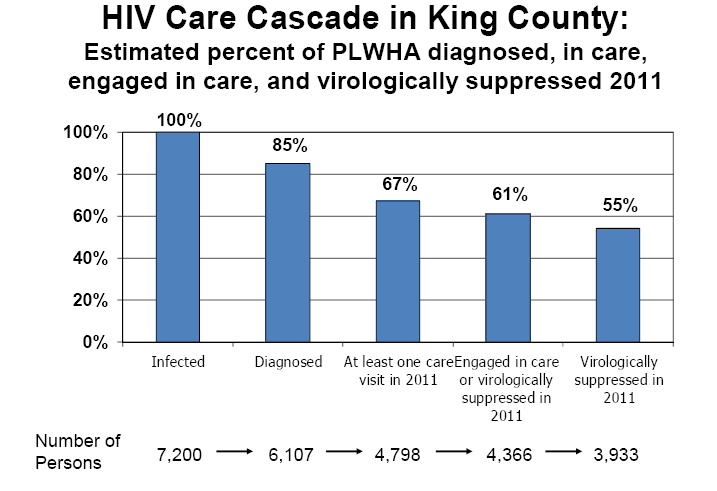 HIV Care Cascade in King County:
Estimated percent of PLWHA diagnosed, in care,
engaged in care, and virologically suppressed 2011
100%
80%
60%
40%
20%
0%
100%
85%
67%
61%
55%
Infected
Diagnosed
At least one care
visit in 2011
Engaged in care
or virologically
suppressed in
2011
Virologically
suppressed in
2011
Number of
Persons
7,200
6,107
4,798
4,366
3,933